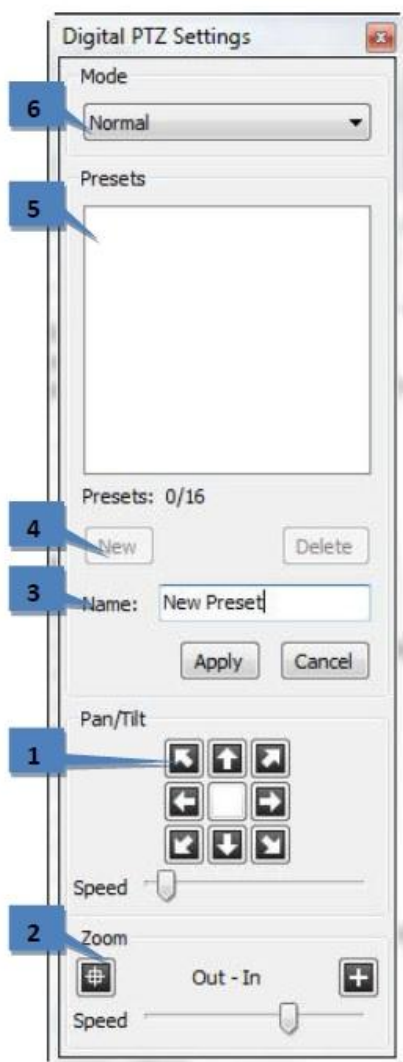 Digital PTZ Settings
Mode
6
Normal
Presets
5
Presets: 0/16
4
New Delete
3
Name: New Preset
Apply Cancel
Pan/Tilt
1
Speed
2
Zoom
Out - In
Speed